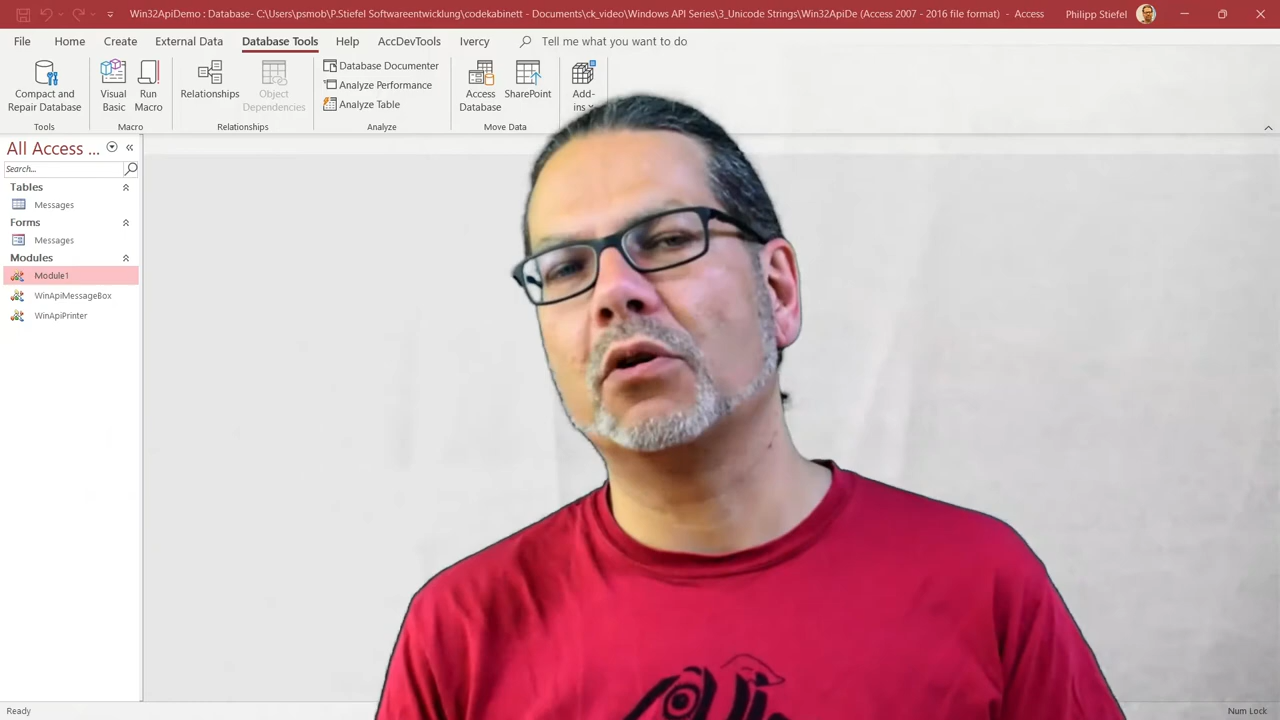 Win32ApiDemo : Database- C:\Users\psmob\P.Stiefel Softwareentwicklung\codekabinett - Documents\ck_video\Windows API Series\3_Unicode Strings\Win32ApiDe (Access 2007 - 2016 file format) - Access
Philipp Stiefel
File Home Create External Data Database Tools Help AccDevTools Ivercy Tell me what you want to do
Compact and Repair Database
Visual Basic
Run Macro
Relationships
Object Dependencies
Database Documenter
Analyze Performance
Analyze Table
Access Database
SharePoint
Add-ins
Tools Macro Relationships Analyze Move Data
All Access ...
Search...
Tables
Messages
Forms
Messages
Modules
Module1
WinApiMessageBox
WinApiPrinter
Ready
Num Lock